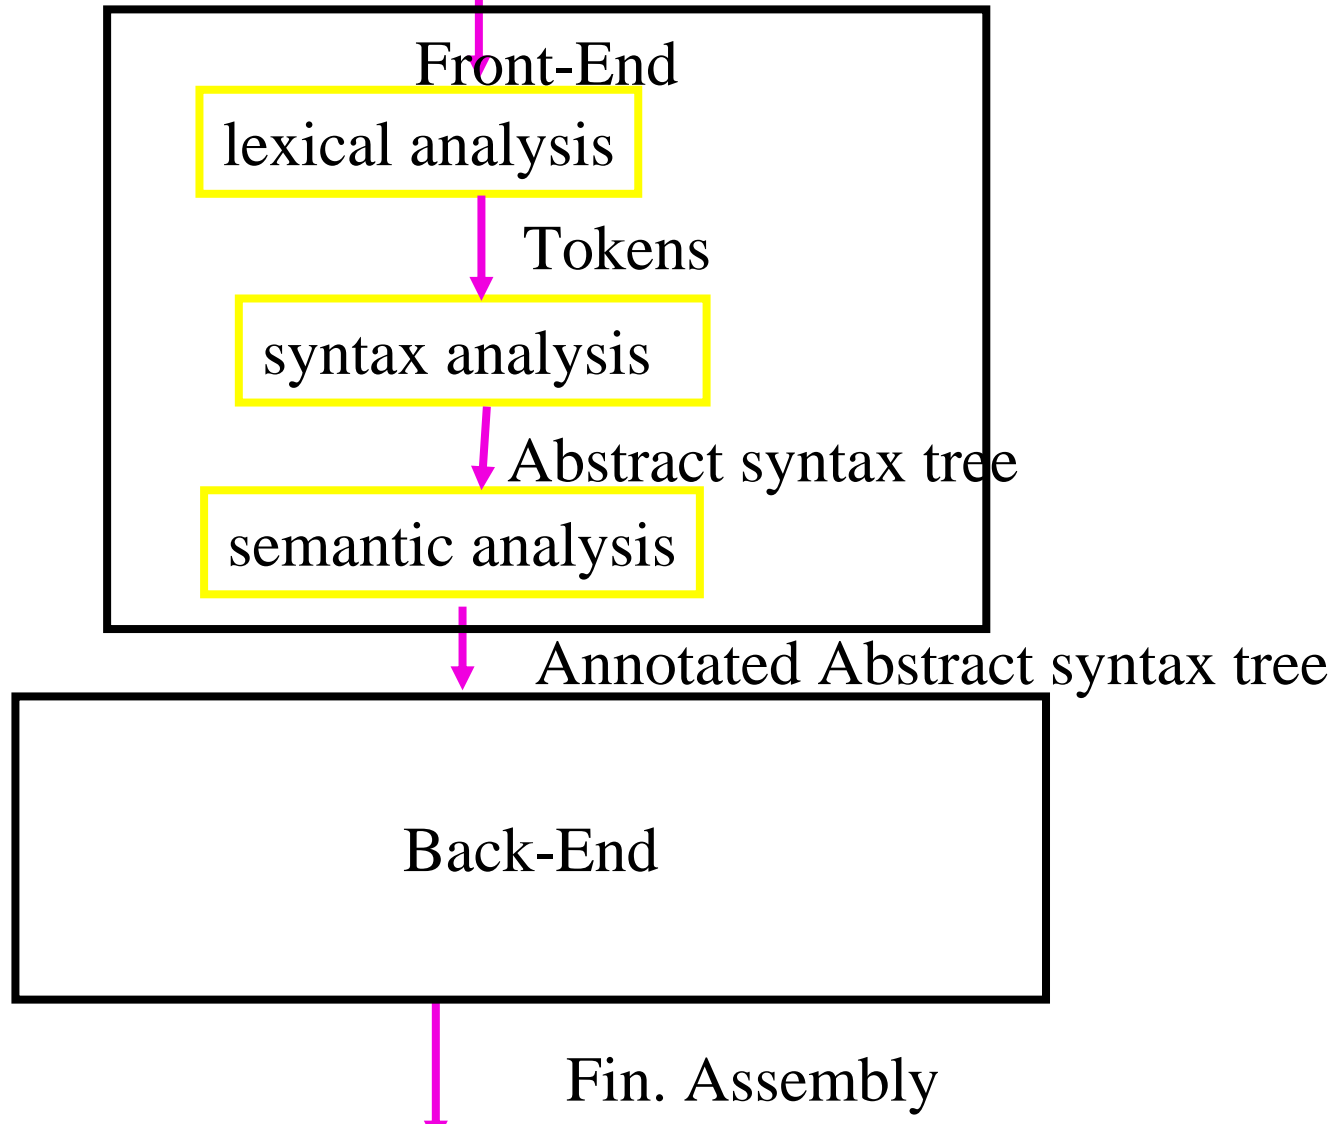 Front-End
lexical analysis
Tokens
syntax analysis
Abstract syntax tree
semantic analysis
Annotated Abstract syntax tree
Back-End
Fin. Assembly